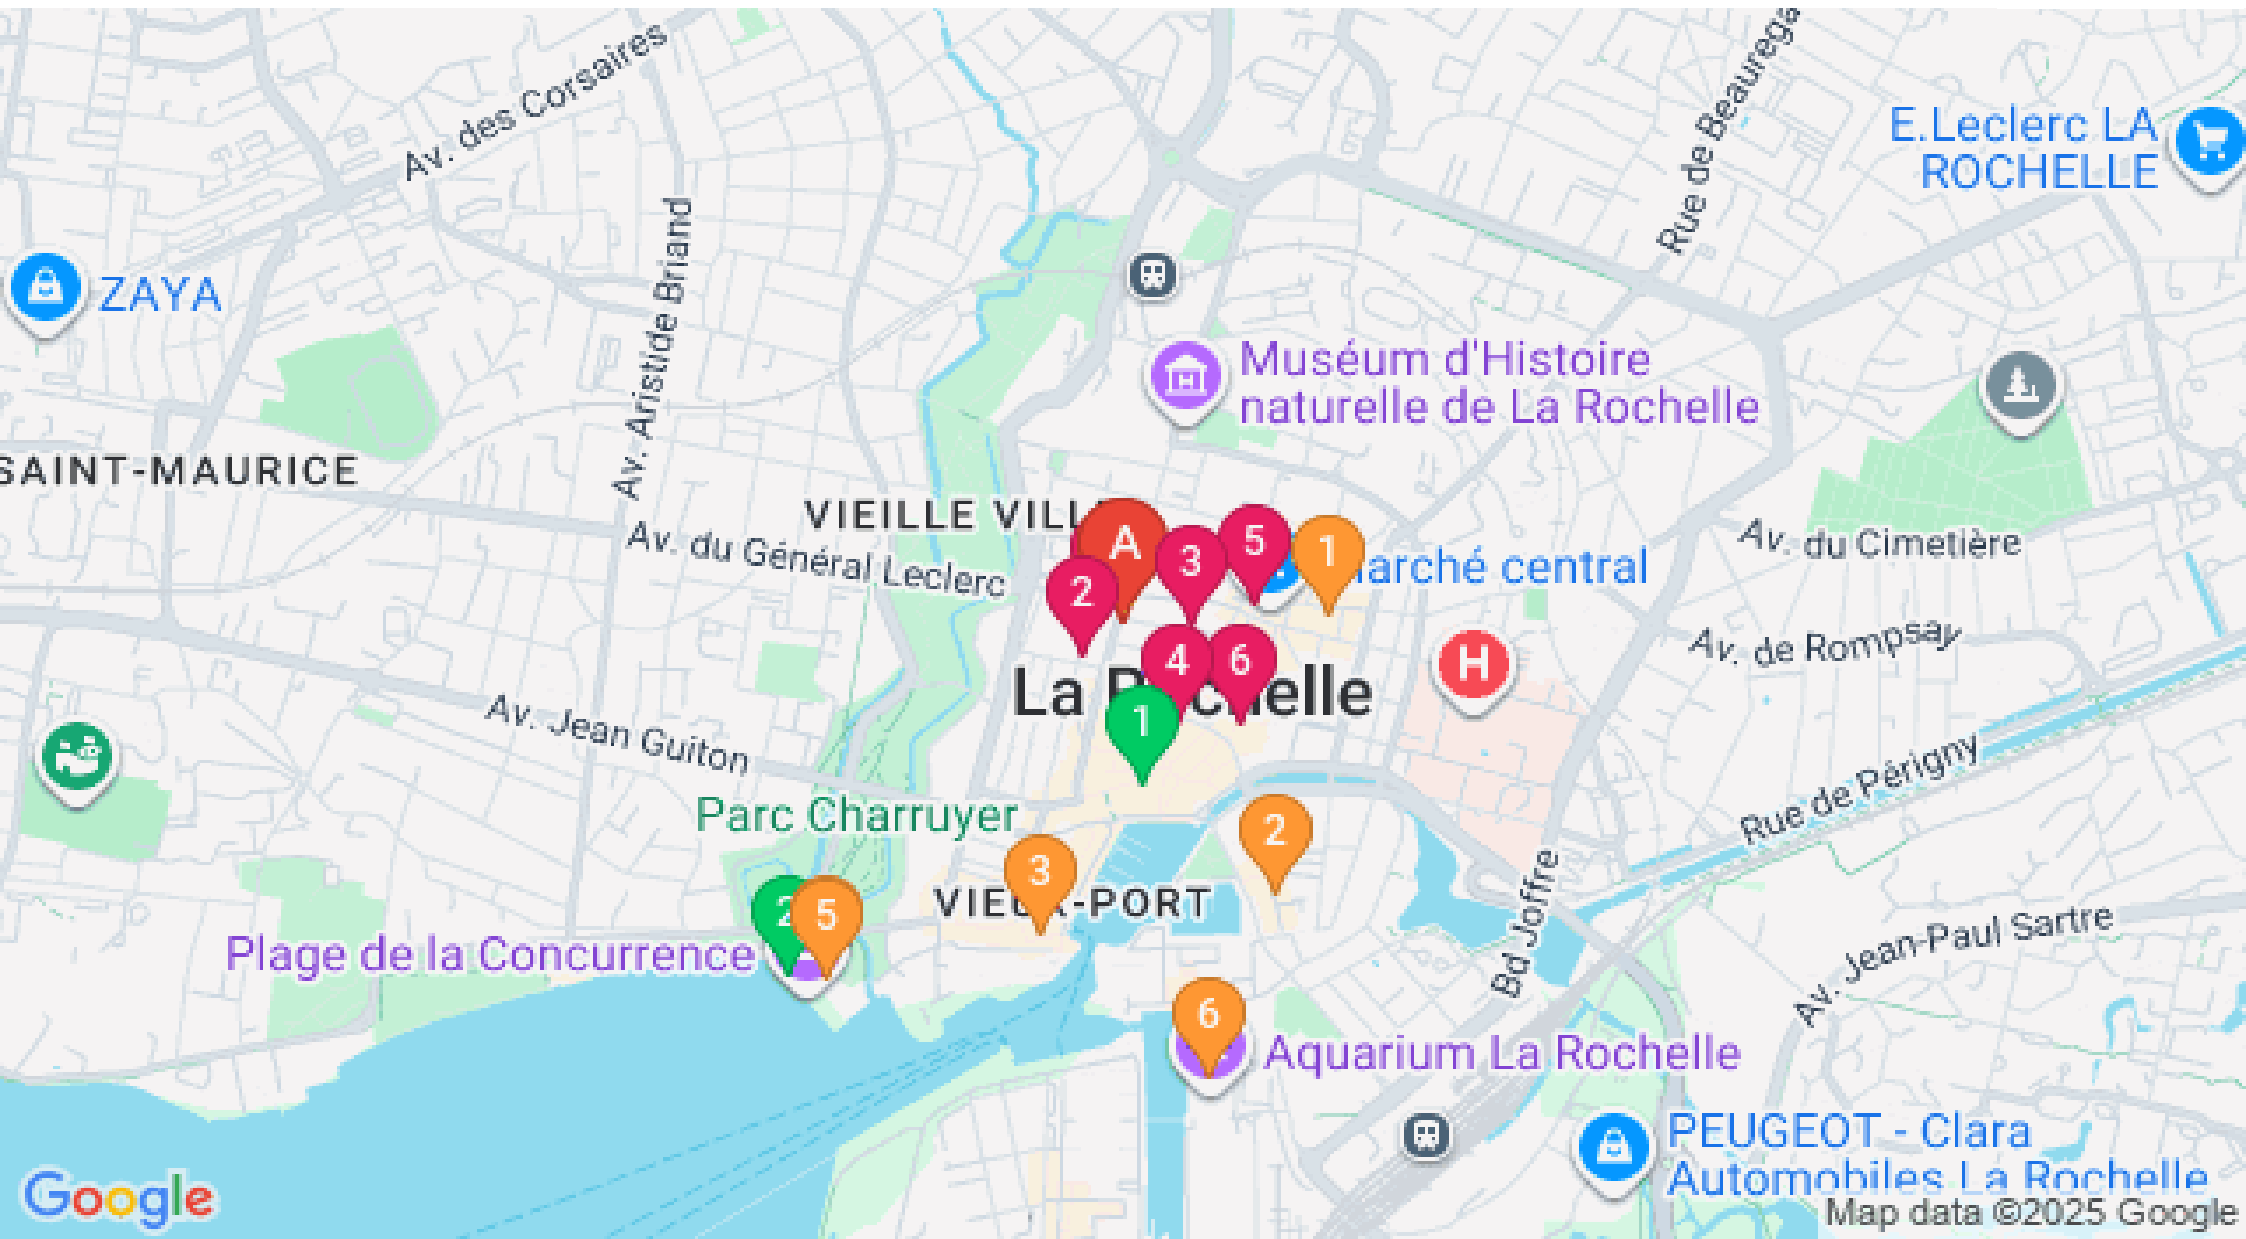 Av. des Corsaires
Rue de Beaurega
E.Leclerc LA
ROCHELLE
ZAYA
Av. Aristide Briand
Muséum d'Histoire
naturelle de La Rochelle
SAINT-MAURICE
VIEILLE VILL
Av. du Général Leclerc
A
2
3
5
1
arché central
Av. du Cimetière
4
6
La R chelle
1
H
Av. de Rompsay
Av. Jean Guiton
Rue de Périgny
Parc Charruyer
2
3
VIEUX-PORT
2
5
Plage de la Concurrence
Bd Joffre
Av. Jean-Paul Sartre
6
Aquarium La Rochelle
PEUGEOT - Clara
Automobiles La Rochelle
Google
Map data ©2025 Google